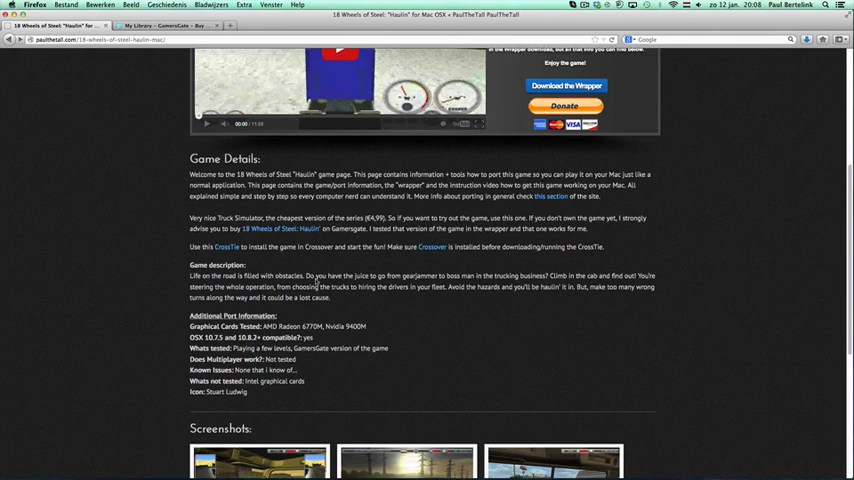 Firefox Bestand Bewerken Beeld Geschiedenis Bladwijzers Extra Venster Help zo 12 jan. 20:08 Paul Bertelink
18 Wheels of Steel: "Haulin" for Mac OSX • PaulTheTall PaulTheTall
18 Wheels of Steel: "Haulin" for... My Library – GamersGate – Buy ...
paulthetall.com/18-wheels-of-steel-haulin-mac/ Google
in the Wrapper download, but all that info you can find below.
Enjoy the game!
Download the Wrapper
Donate
VISA
00:00 / 11:58
Game Details:
Welcome to the 18 Wheels of Steel "Haulin" game page. This page contains information + tools how to port this game so you can play it on your Mac just like a
normal application. This page contains the game/port information, the "wrapper" and the instruction video how to get this game working on your Mac. All
explained simple and step by step so every computer nerd can understand it. More info about porting in general check this section of the site.
Very nice Truck Simulator, the cheapest version of the series (€4,99). So if you want to try out the game, use this one. If you don't own the game yet, I strongly
advise you to buy 18 Wheels of Steel: Haulin' on Gamersgate. I tested that version of the game in the wrapper and that one works for me.
Use this CrossTie to install the game in Crossover and start the fun! Make sure Crossover is installed before downloading/running the CrossTie.
Game description:
Life on the road is filled with obstacles. Do you have the juice to go from gearjammer to boss man in the trucking business? Climb in the cab and find out! You're
steering the whole operation, from choosing the trucks to hiring the drivers in your fleet. Avoid the hazards and you'll be haulin' it in. But, make too many wrong
turns along the way and it could be a lost cause.
Additional Port Information:
Graphical Cards Tested: AMD Radeon 6770M, Nvidia 9400M
OSX 10.7.5 and 10.8.2+ compatible?: yes
Whats tested: Playing a few levels, GamersGate version of the game
Does Multiplayer work?: Not tested
Known Issues: None that i know of...
Whats not tested: Intel graphical cards
Icon: Stuart Ludwig
Screenshots: